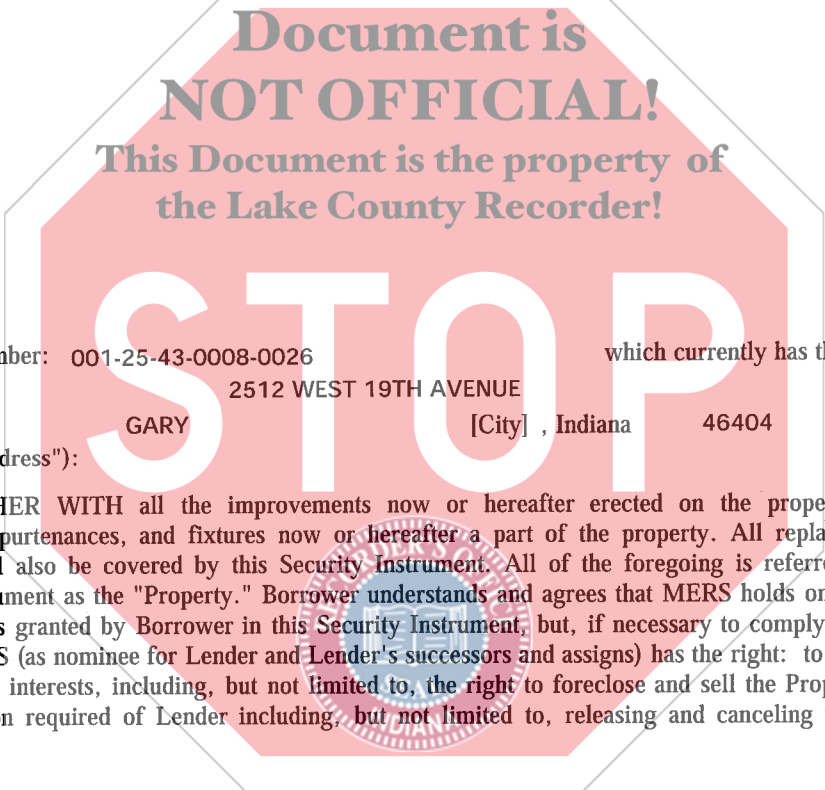 Document is
NOT OFFICIAL!
This Document is the property of
the Lake County Recorder!
STOP
nber: 001-25-43-0008-0026 which currently has th
2512 WEST 19TH AVENUE
GARY [City] , Indiana 46404
dress"):
HER WITH all the improvements now or hereafter erected on the prope
purtenances, and fixtures now or hereafter a part of the property. All repla
l also be covered by this Security Instrument. All of the foregoing is referre
ument as the "Property." Borrower understands and agrees that MERS holds on
s granted by Borrower in this Security Instrument, but, if necessary to comply
S (as nominee for Lender and Lender's successors and assigns) has the right: to
interests, including, but not limited to, the right to foreclose and sell the Prop
n required of Lender including, but not limited to, releasing and canceling
INDIANA